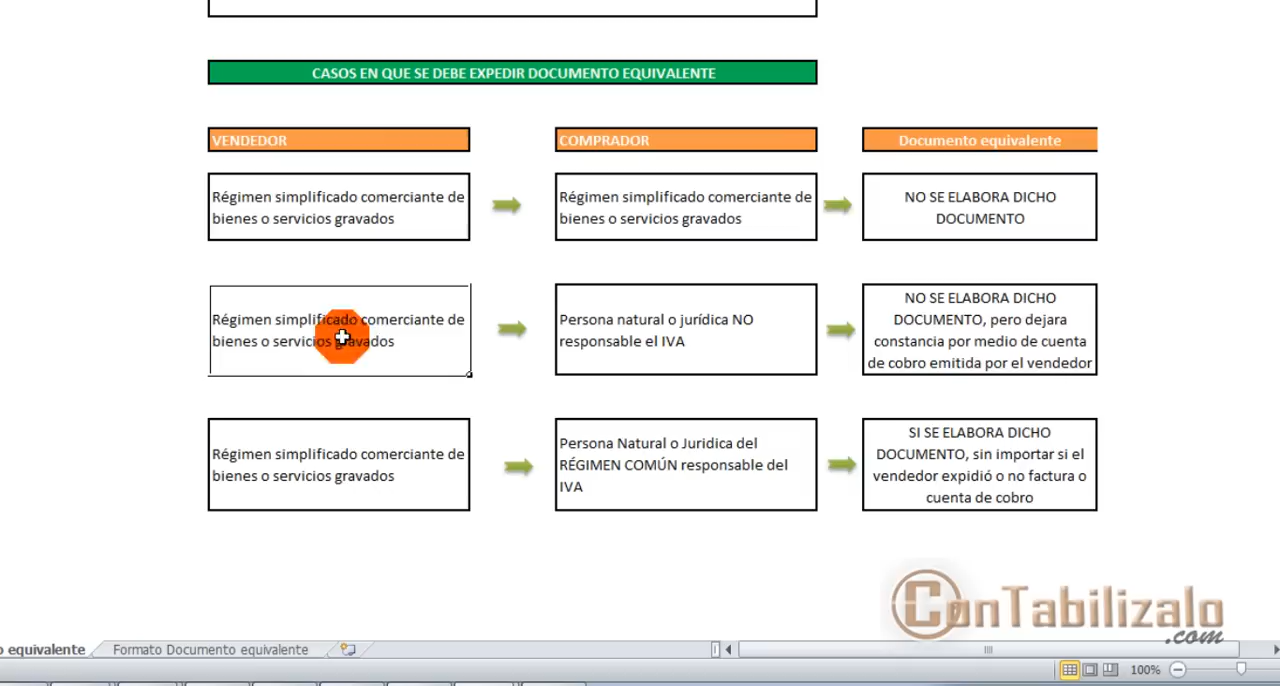 CASOS EN QUE SE DEBE EXPEDIR DOCUMENTO EQUIVALENTE
VENDEDOR
COMPRADOR
Documento equivalente
Régimen simplificado comerciante de
bienes o servicios gravados
Régimen simplificado comerciante de
bienes o servicios gravados
NO SE ELABORA DICHO
DOCUMENTO
Régimen simplificado comerciante de
bienes o servicios gravados
Persona natural o jurídica NO
responsable el IVA
NO SE ELABORA DICHO
DOCUMENTO, pero dejara
constancia por medio de cuenta
de cobro emitida por el vendedor
Régimen simplificado comerciante de
bienes o servicios gravados
Persona Natural o Juridica del
RÉGIMEN COMÚN responsable del
IVA
SI SE ELABORA DICHO
DOCUMENTO, sin importar si el
vendedor expidió o no factura o
cuenta de cobro
ConTabilizalo
.com
o equivalente
Formato Documento equivalente
100%